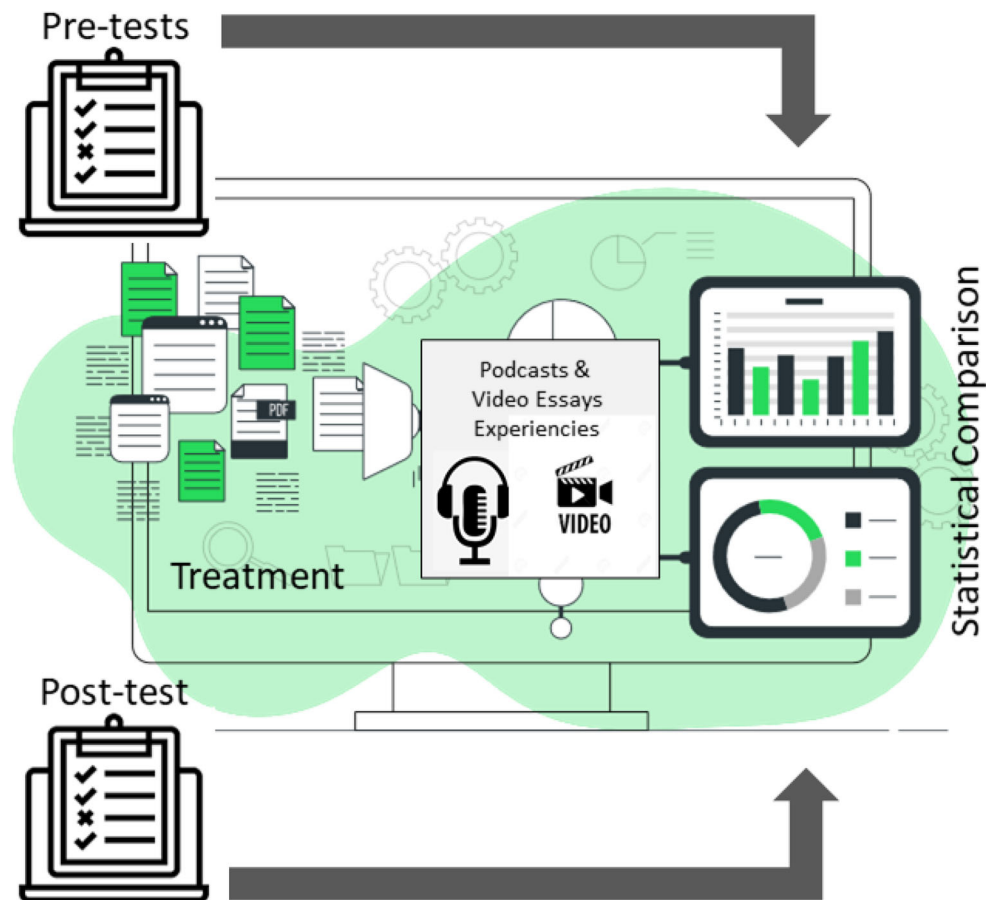 Pre-tests
PDF
Podcasts &
Video Essays
Experiencies
VIDEO
Treatment
Statistical Comparison
Post-test